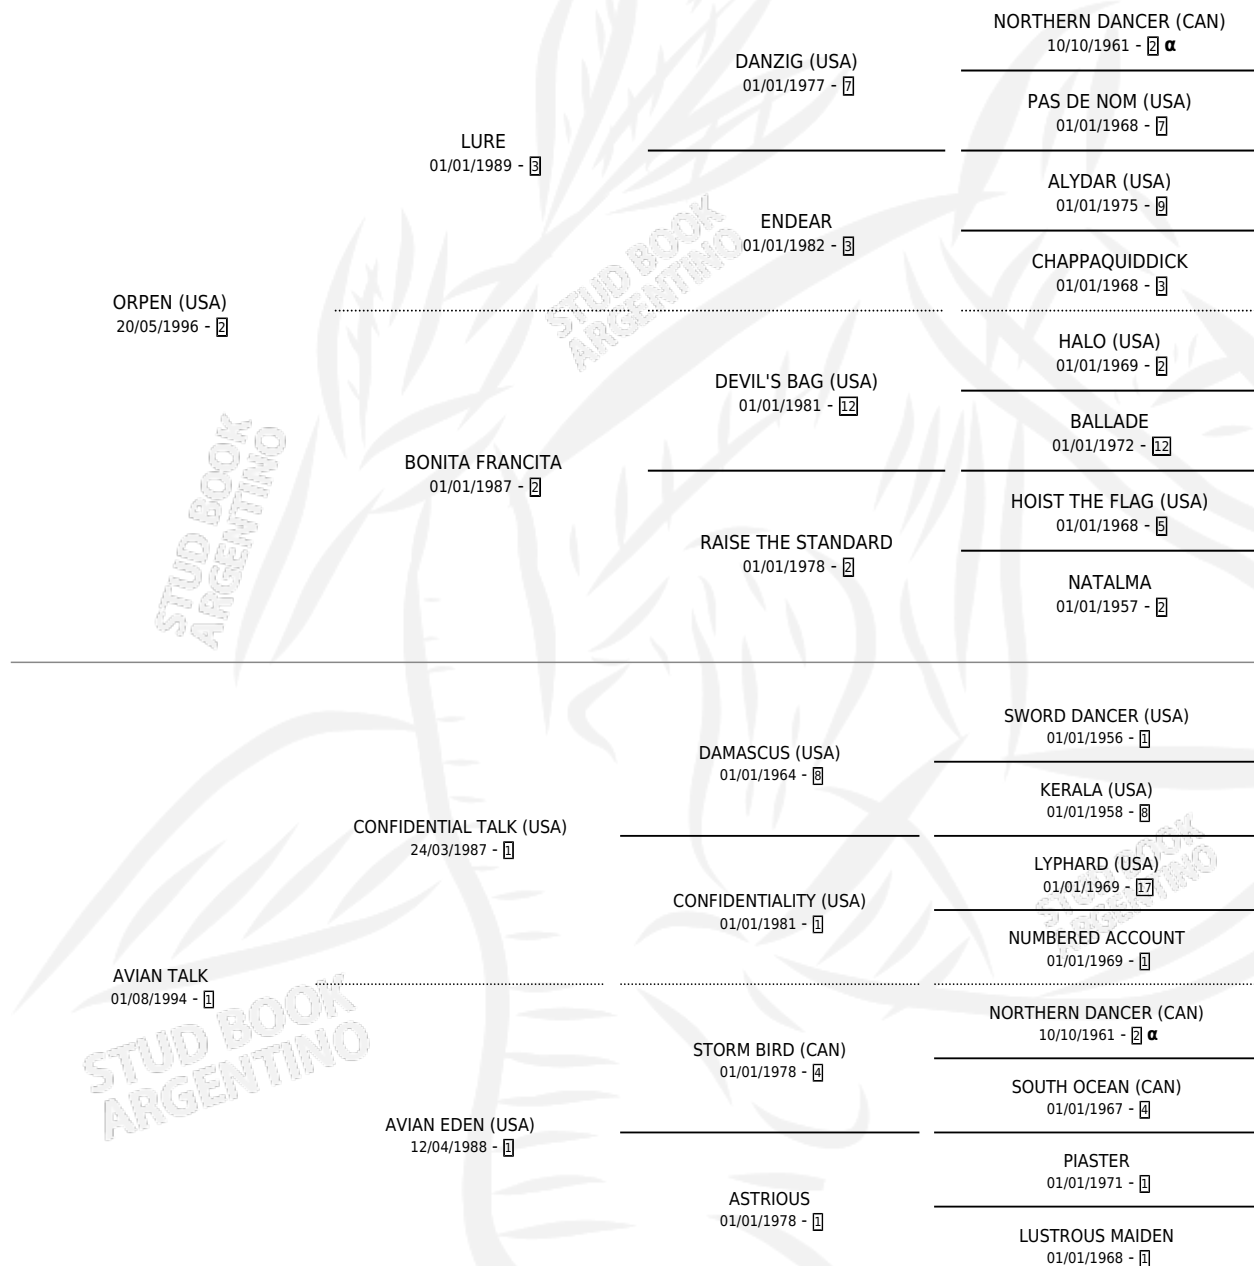 NORTHERN DANCER (CAN)
10/10/1961 - 2 α
DANZIG (USA)
01/01/1977 - 7
PAS DE NOM (USA)
01/01/1968 - 7
LURE
01/01/1989 - 3
ALYDAR (USA)
01/01/1975 - 9
ENDEAR
01/01/1982 - 3
CHAPPAQUIDDICK
01/01/1968 - 3
ORPEN (USA)
20/05/1996 - 2
HALO (USA)
01/01/1969 - 2
DEVIL'S BAG (USA)
01/01/1981 - 12
BALLADE
01/01/1972 - 12
BONITA FRANCITA
01/01/1987 - 2
HOIST THE FLAG (USA)
01/01/1968 - 5
RAISE THE STANDARD
01/01/1978 - 2
NATALMA
01/01/1957 - 2
SWORD DANCER (USA)
01/01/1956 - 1
DAMASCUS (USA)
01/01/1964 - 8
KERALA (USA)
01/01/1958 - 8
CONFIDENTIAL TALK (USA)
24/03/1987 - 1
LYPHARD (USA)
01/01/1969 - 17
CONFIDENTIALITY (USA)
01/01/1981 - 1
NUMBERED ACCOUNT
01/01/1969 - 1
AVIAN TALK
01/08/1994 - 1
NORTHERN DANCER (CAN)
10/10/1961 - 2 α
STORM BIRD (CAN)
01/01/1978 - 4
SOUTH OCEAN (CAN)
01/01/1967 - 4
AVIAN EDEN (USA)
12/04/1988 - 1
PIASTER
01/01/1971 - 1
ASTRIOUS
01/01/1978 - 1
LUSTROUS MAIDEN
01/01/1968 - 1
STUD BOOK
ARGENTINO
STUD BOOK
ARGENTINO
STUD BOOK
ARGENTINO
STUD BOOK
ARGENTINO